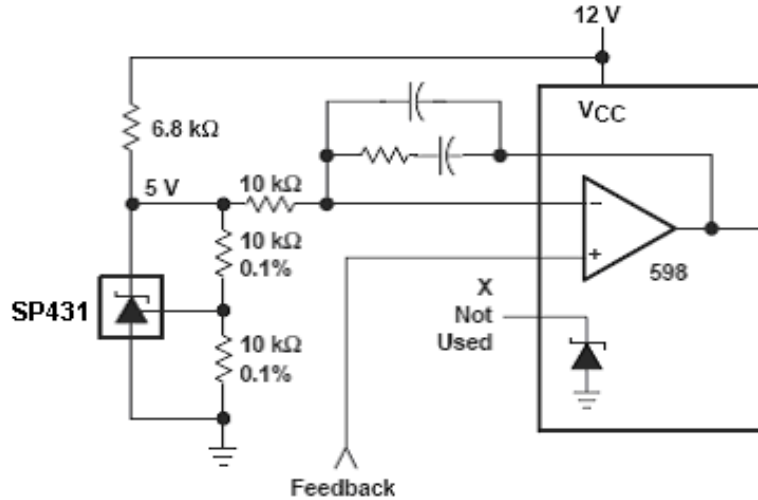 12 V
6.8 kΩ
VCC
5 V
10 kΩ
10 kΩ
0.1%
SP431
10 kΩ
0.1%
−
+
598
X
Not
Used
Feedback